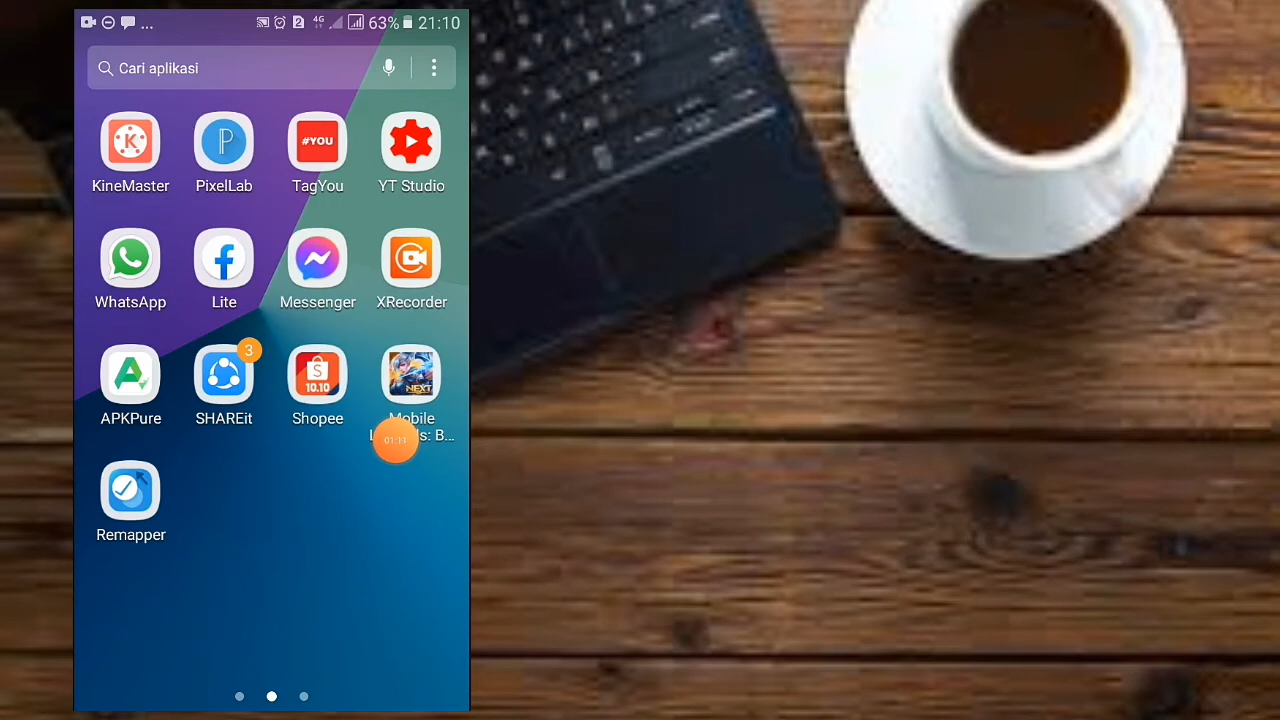 ... 4G 63% 21:10
Cari aplikasi
K P #YOU
KineMaster PixelLab TagYou YT Studio
WhatsApp Lite Messenger XRecorder
3
S 10.10 NEXT
APKPure SHAREit Shopee Mobile
B...
01:11
Remapper